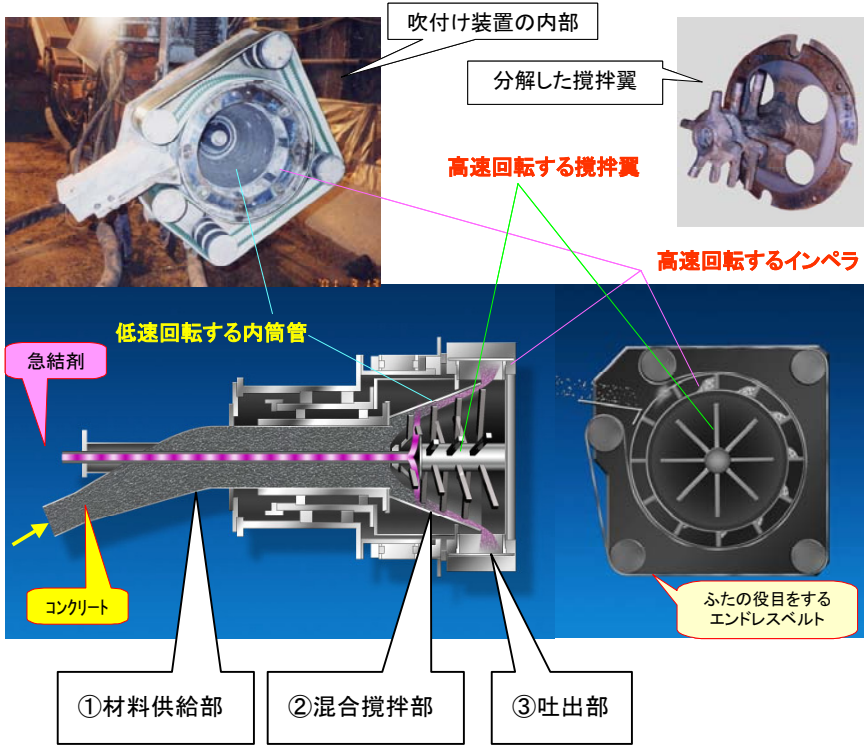 吹付け装置の内部
分解した攪拌翼
高速回転する攪拌翼
高速回転するインペラ
低速回転する内筒管
急結剤
コンクリート
ふたの役目をする
エンドレスベルト
①材料供給部
②混合攪拌部
③吐出部